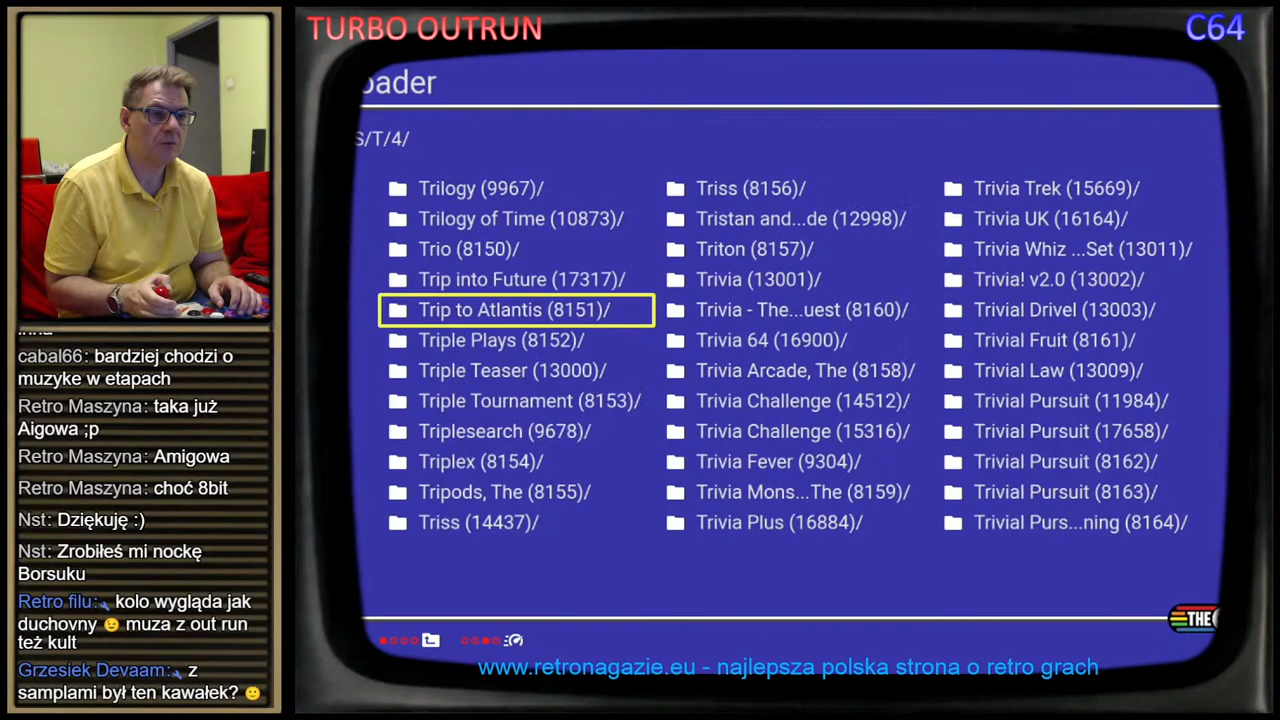 TURBO OUTRUN
C64
oader
S/T/4/
Trilogy (9967)/
Trilogy of Time (10873)/
Trio (8150)/
Trip into Future (17317)/
Trip to Atlantis (8151)/
Triple Plays (8152)/
Triple Teaser (13000)/
Triple Tournament (8153)/
Triplesearch (9678)/
Triplex (8154)/
Tripods, The (8155)/
Triss (14437)/
Triss (8156)/
Tristan and...de (12998)/
Triton (8157)/
Trivia (13001)/
Trivia - The...uest (8160)/
Trivia 64 (16900)/
Trivia Arcade, The (8158)/
Trivia Challenge (14512)/
Trivia Challenge (15316)/
Trivia Fever (9304)/
Trivia Mons...The (8159)/
Trivia Plus (16884)/
Trivia Trek (15669)/
Trivia UK (16164)/
Trivia Whiz ...Set (13011)/
Trivia! v2.0 (13002)/
Trivial Drivel (13003)/
Trivial Fruit (8161)/
Trivial Law (13009)/
Trivial Pursuit (11984)/
Trivial Pursuit (17658)/
Trivial Pursuit (8162)/
Trivial Pursuit (8163)/
Trivial Purs...ning (8164)/
THE
www.retronagazie.eu - najlepsza polska strona o retro grach
cabal66: bardziej chodzi o
muzyke w etapach
Retro Maszyna: taka już
Aigowa ;p
Retro Maszyna: Amigowa
Retro Maszyna: choć 8bit
Nst: Dziękuję :)
Nst: Zrobiłeś mi nockę
Borsuku
Retro filu: kolo wygląda jak
duchovny 😉 muza z out run
też kult
Grzesiek Devaam: z
samplami był ten kawałek? 🙂